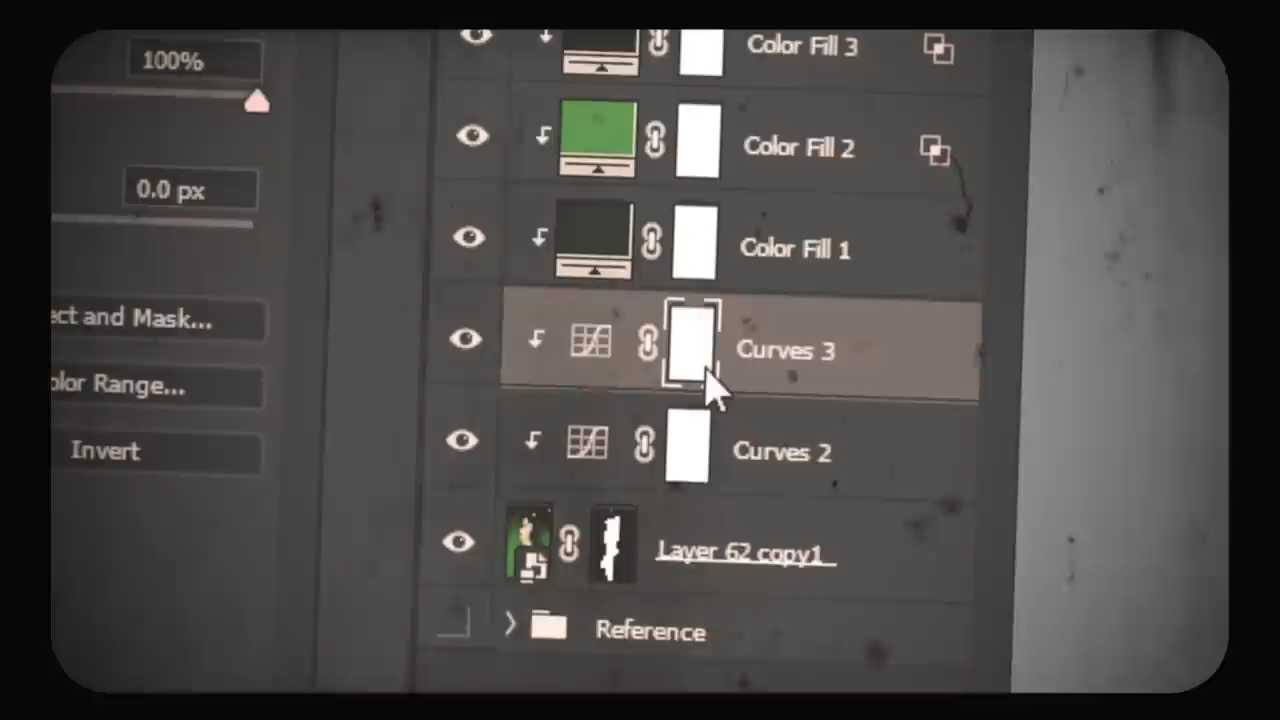 100%
Color Fill 3
0.0 px
Color Fill 2
Color Fill 1
ect and Mask...
Curves 3
olor Range...
Invert
Curves 2
Layer 62 copy1
Reference